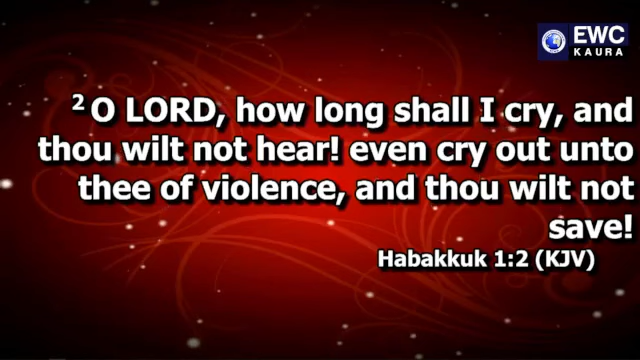 EWC
KAURA
2 O LORD, how long shall I cry, and
thou wilt not hear! even cry out unto
thee of violence, and thou wilt not
save!
Habakkuk 1:2 (KJV)